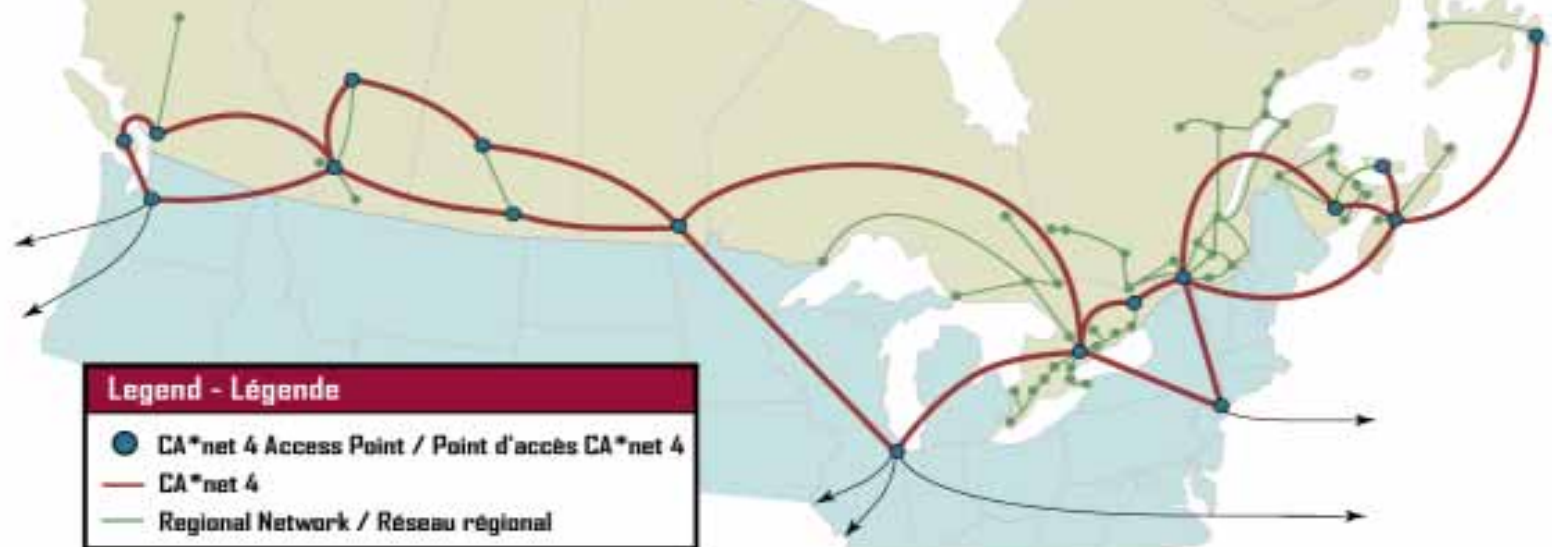 Legend - Légende
CA*net 4 Access Point / Point d'accès CA*net 4
CA*net 4
Regional Network / Réseau régional